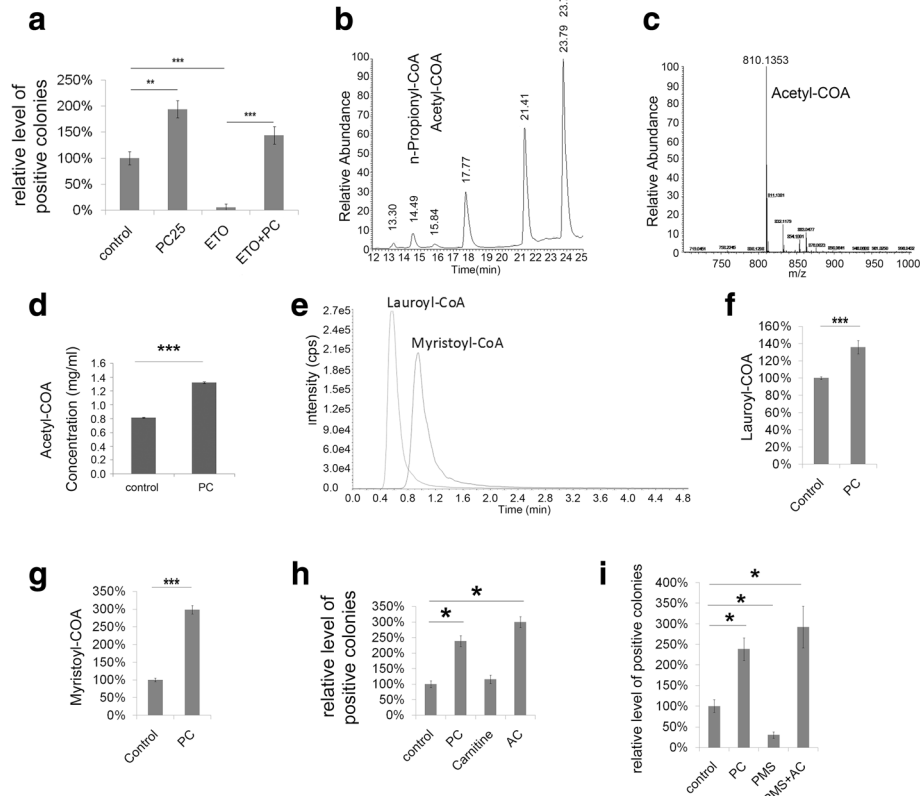 a
relative level of
positive colonies
250%
200%
150%
100%
50%
0%
***
**
***
control
PC25
ETO
ETO+PC
b
Relative Abundance
100
90
80
70
60
50
40
30
20
10
0
n-Propionyl-CoA
Acetyl-COA
13.30
14.49
15.84
17.77
21.41
23.79
12 13 14 15 16 17 18 19 20 21 22 23 24 25
Time(min)
c
Relative Abundance
100
90
80
70
60
50
40
30
20
10
0
810.1353
Acetyl-COA
750 800 850 900 950 1000
m/z
d
Acetyl-COA
Concentration (mg/ml)
1.6
1.4
1.2
1.0
0.8
0.6
0.4
0.2
0.0
***
control
PC
e
Intensity (cps)
2.7e5
2.4e5
2.1e5
1.8e5
1.5e5
1.2e5
9.0e4
6.0e4
3.0e4
0.0
Lauroyl-CoA
Myristoyl-CoA
0.0 0.4 0.8 1.2 1.6 2.0 2.4 2.8 3.2 3.6 4.0 4.4 4.8
Time (min)
f
Lauroyl-COA
160%
140%
120%
100%
80%
60%
40%
20%
0%
***
Control
PC
g
Myristoyl-COA
350%
300%
250%
200%
150%
100%
50%
0%
***
Control
PC
h
relative level of
positive colonies
350%
300%
250%
200%
150%
100%
50%
0%
*
*
control
PC
Carnitine
AC
i
relative level of positive colonies
400%
350%
300%
250%
200%
150%
100%
50%
0%
*
*
*
control
PC
PMS
PMS+AC